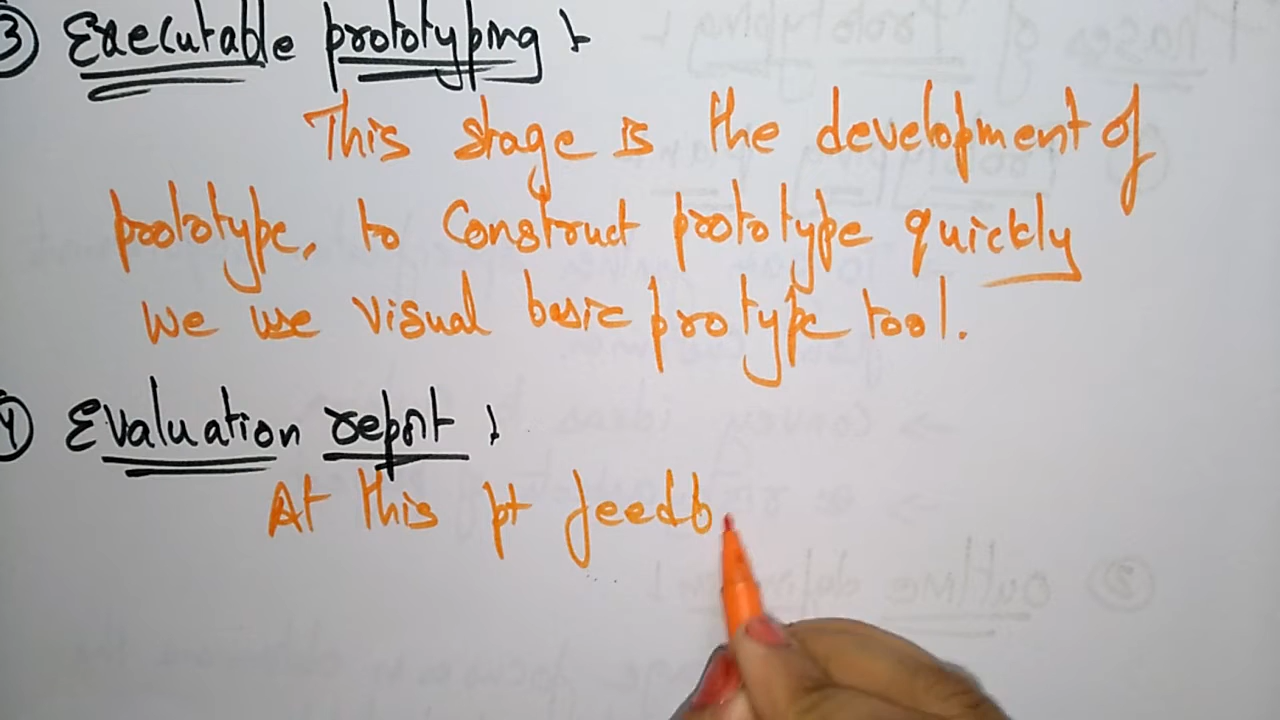 ③ Executable prototyping :-
This stage is the development of
prototype, to construct prototype quickly
we use visual basic protype tool.
④ Evaluation report :
At this pt feedb